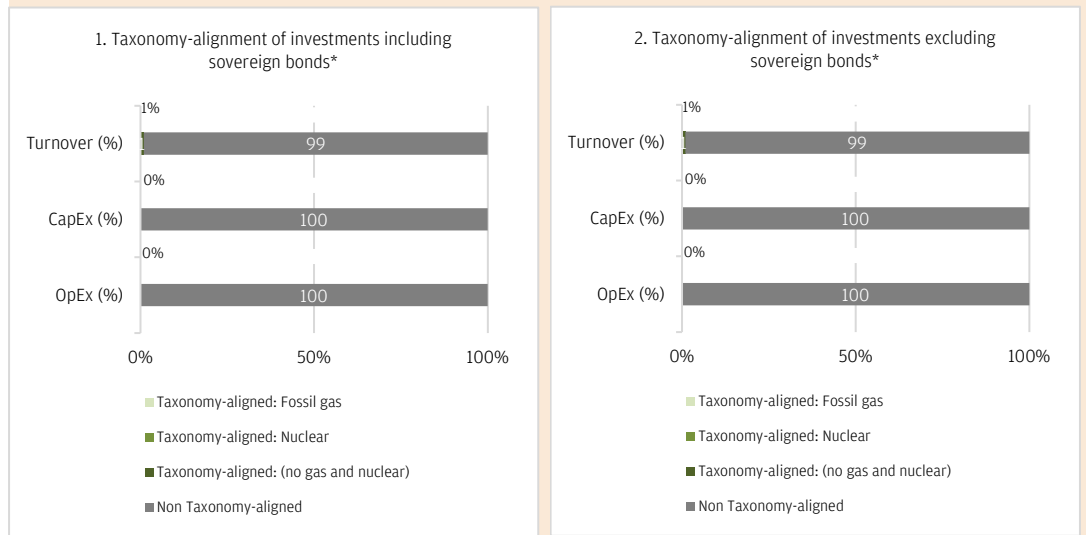 1. Taxonomy-alignment of investments including
sovereign bonds*
1%
Turnover (%)
1
99
0%
CapEx (%)
100
0%
OpEx (%)
100
0%
50%
100%
Taxonomy-aligned: Fossil gas
Taxonomy-aligned: Nuclear
Taxonomy-aligned: (no gas and nuclear)
Non Taxonomy-aligned
2. Taxonomy-alignment of investments excluding
sovereign bonds*
1%
Turnover (%)
1
99
0%
CapEx (%)
100
0%
OpEx (%)
100
0%
50%
100%
Taxonomy-aligned: Fossil gas
Taxonomy-aligned: Nuclear
Taxonomy-aligned: (no gas and nuclear)
Non Taxonomy-aligned